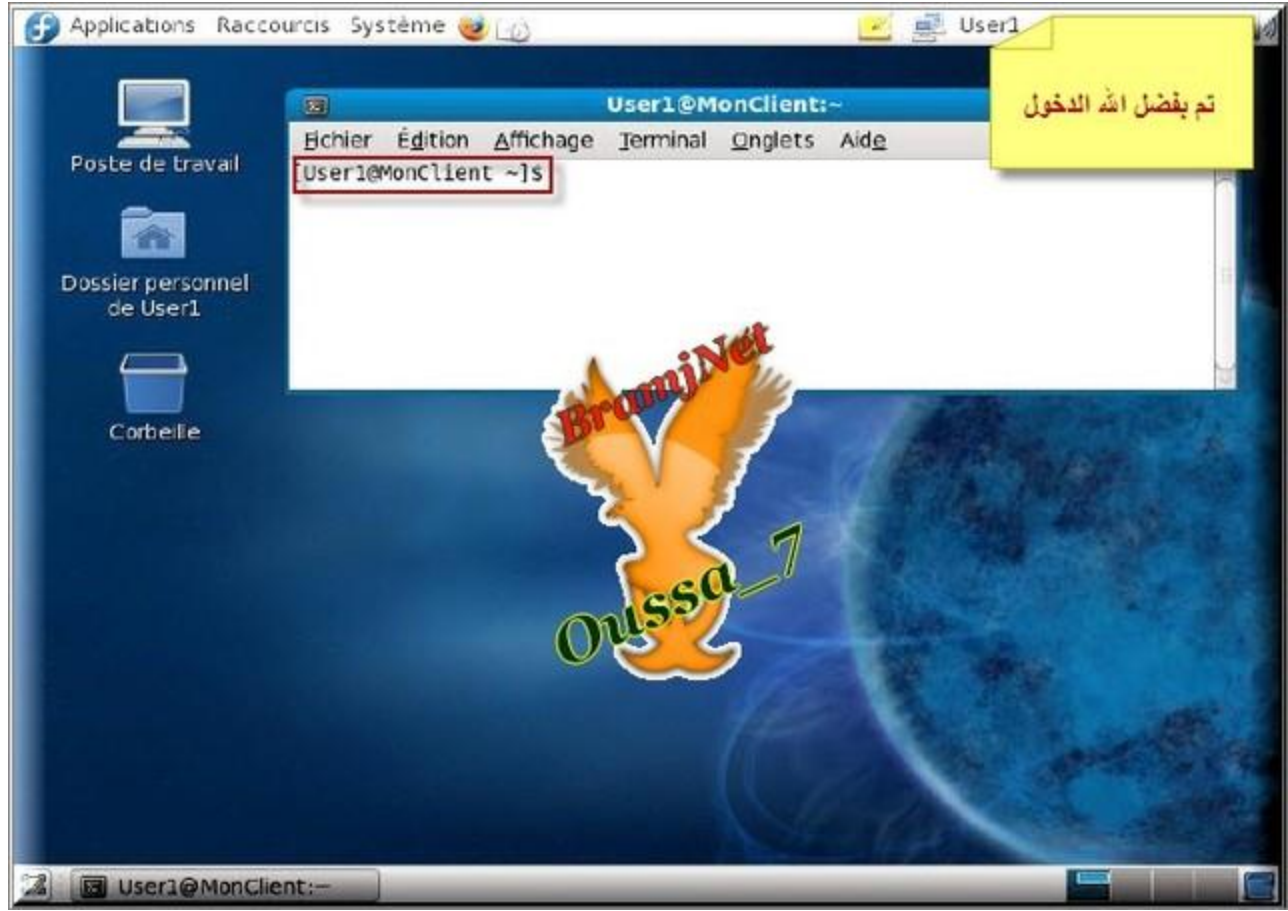 Applications Raccourcis Système User1
تم بفضل الله الدخول
User1@MonClient:~
Fichier Édition Affichage Terminal Onglets Aide
[User1@MonClient ~]$
Poste de travail
Dossier personnel
de User1
Corbeille
BramjNet
Oussa_7
User1@MonClient:~